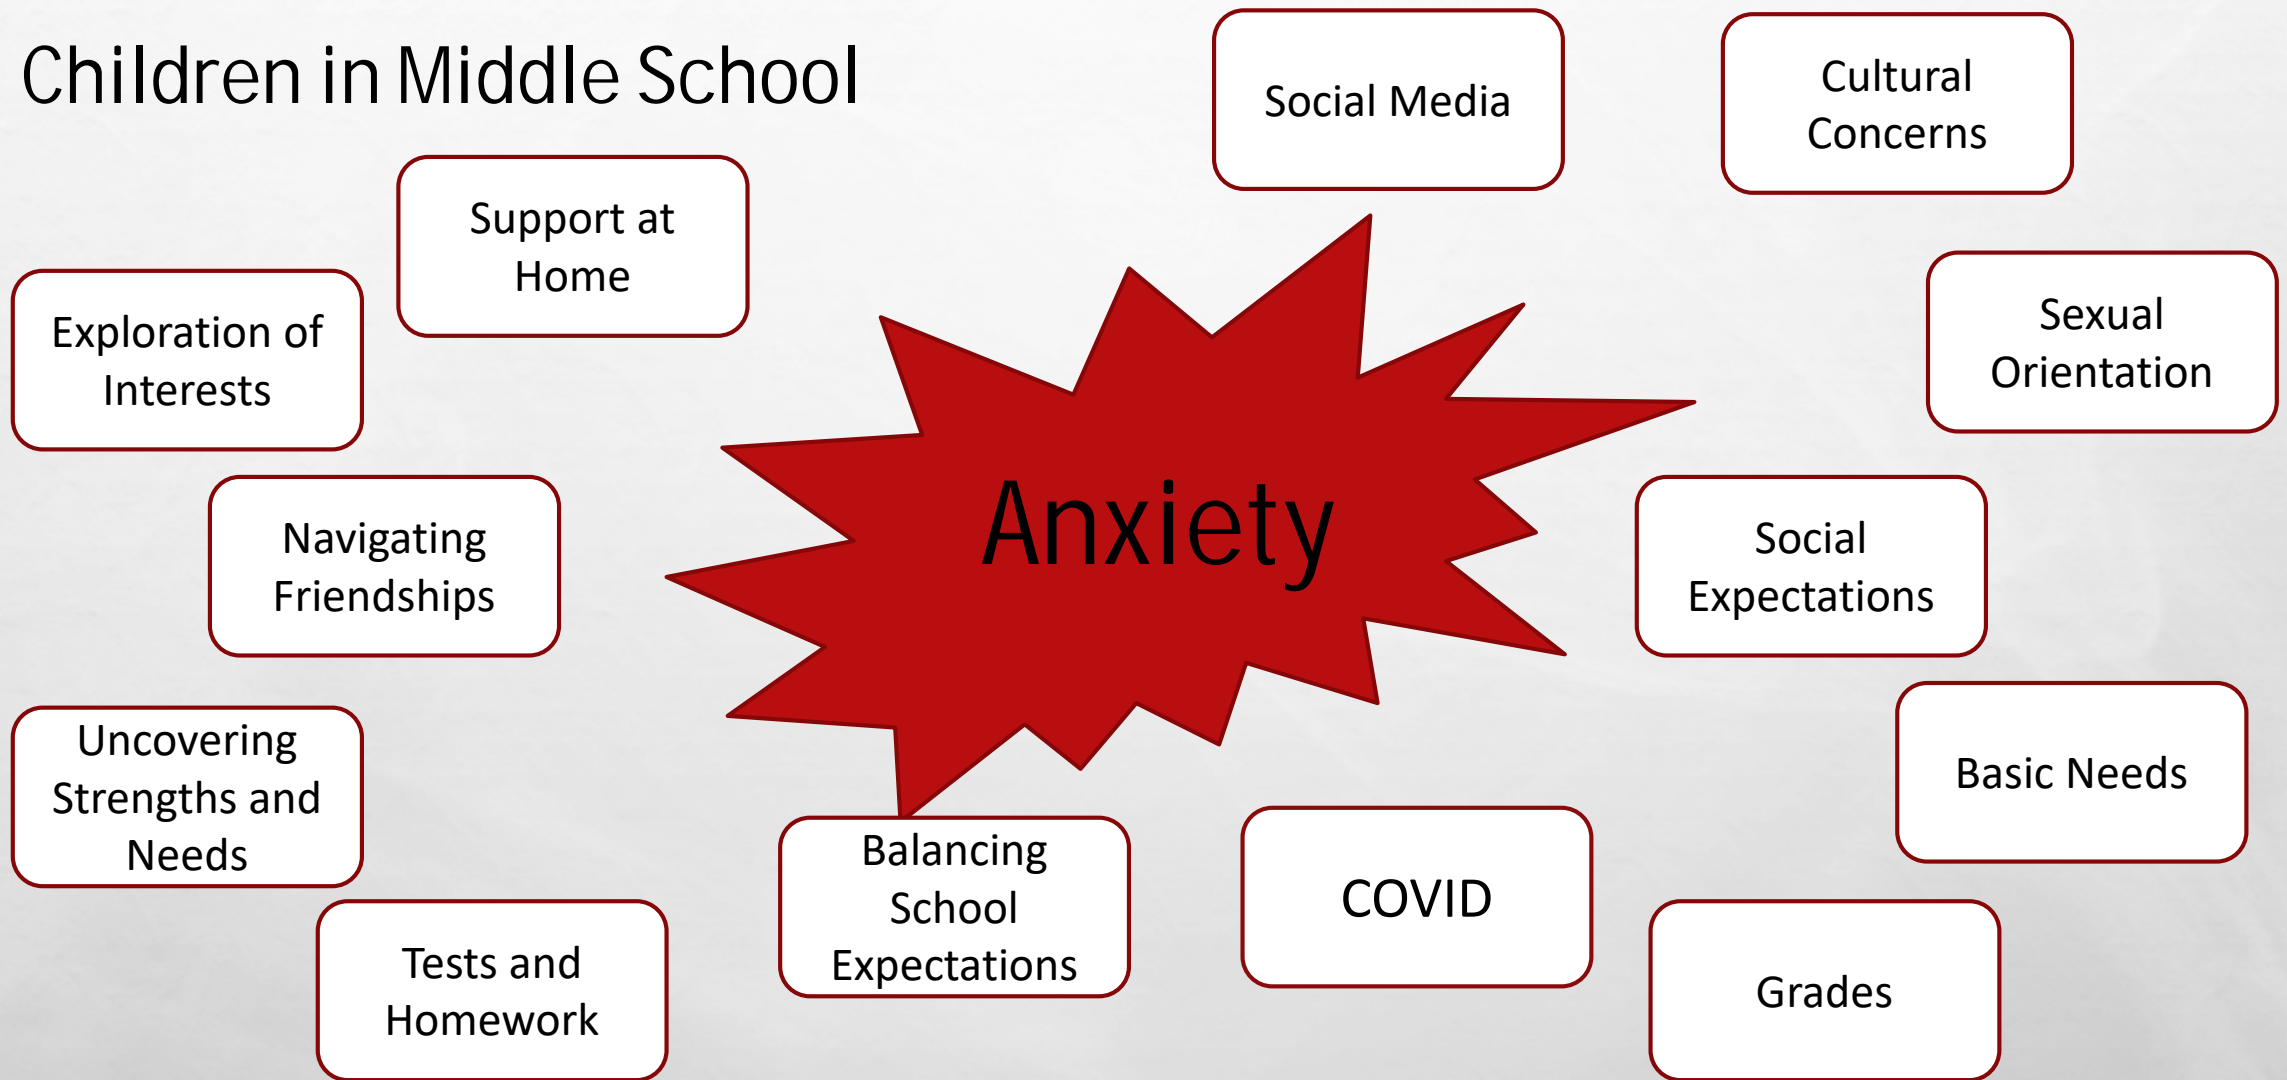 Children in Middle School
Social Media
Cultural
Concerns
Support at
Home
Exploration of
Interests
Sexual
Orientation
Navigating
Friendships
Anxiety
Social
Expectations
Uncovering
Strengths and
Needs
Basic Needs
Balancing
School
Expectations
COVID
Tests and
Homework
Grades